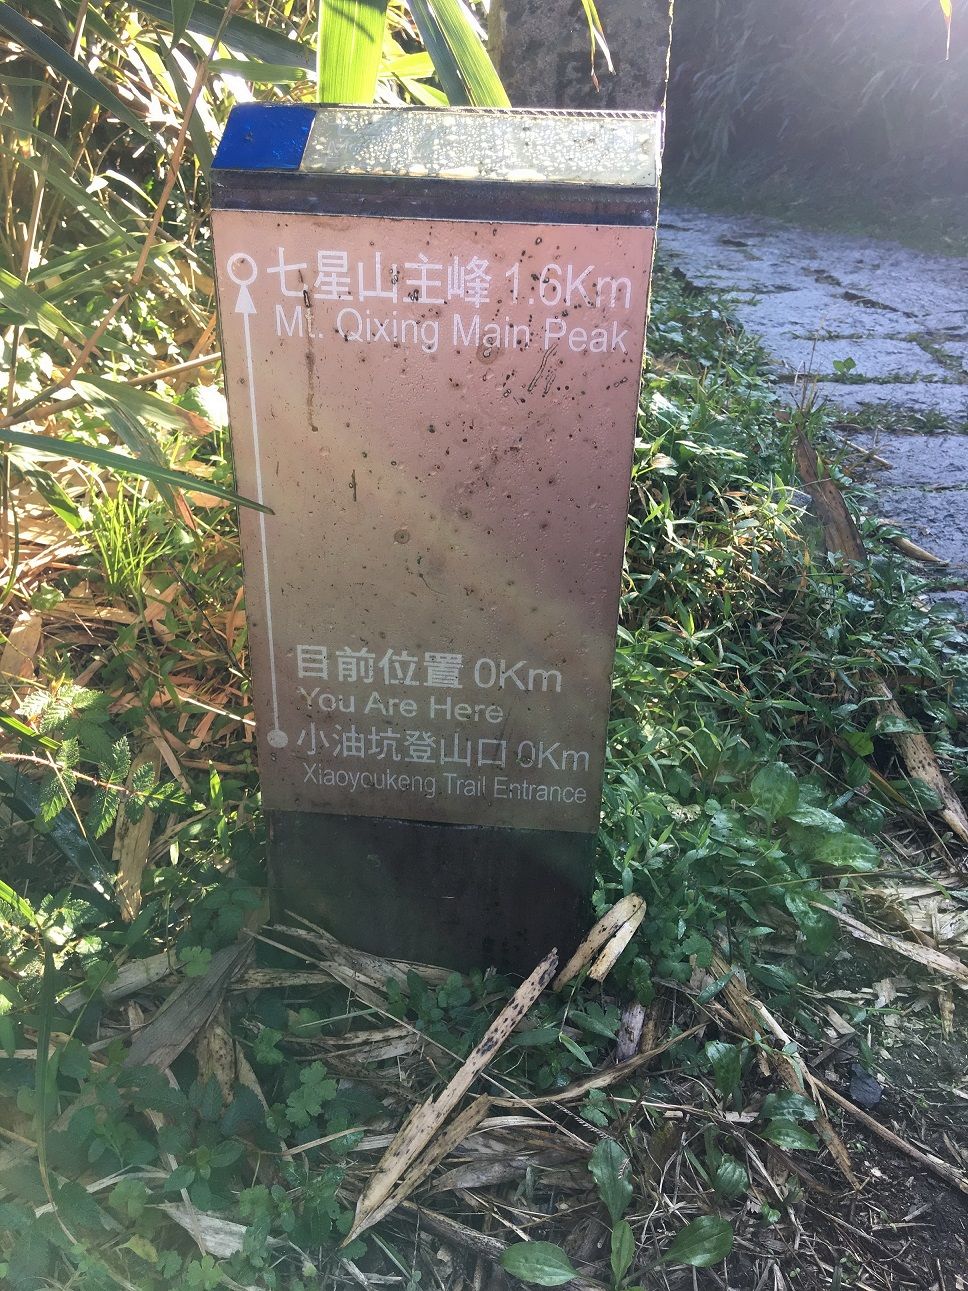 七星山主峰 1.6Km
Mt. Qixing Main Peak
目前位置 0Km
You Are Here
小油坑登山口 0Km
Xiaoyoukeng Trail Entrance